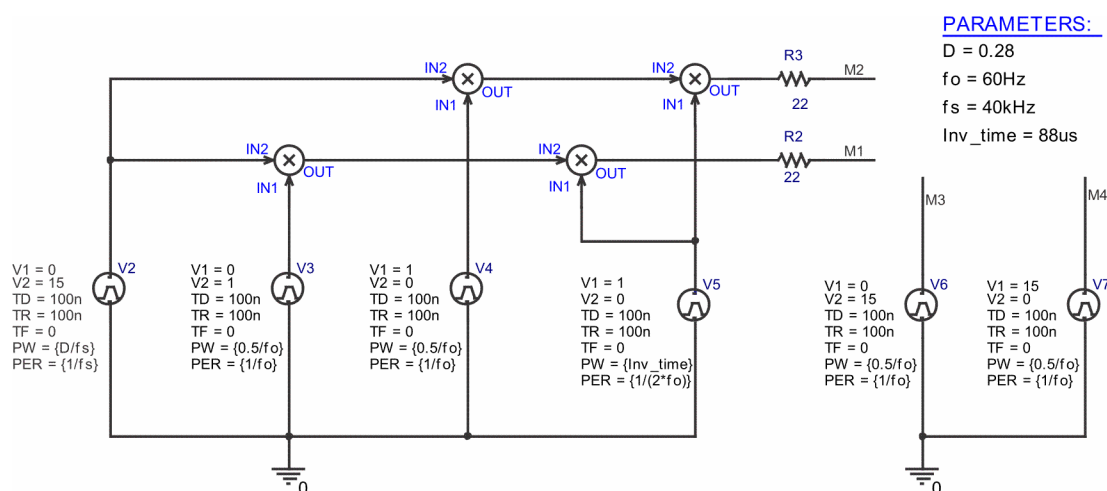 PARAMETERS:
D = 0.28
fo = 60Hz
fs = 40kHz
Inv_time = 88us
IN2
IN1
OUT
IN2
IN1
OUT
R3
22
M2
IN2
IN1
OUT
IN2
IN1
OUT
R2
22
M1
M3
M4
V2
V1 = 0
V2 = 15
TD = 100n
TR = 100n
TF = 0
PW = {D/fs}
PER = {1/fs}
V3
V1 = 0
V2 = 1
TD = 100n
TR = 100n
TF = 0
PW = {0.5/fo}
PER = {1/fo}
V4
V1 = 1
V2 = 0
TD = 100n
TR = 100n
TF = 0
PW = {0.5/fo}
PER = {1/fo}
V5
V1 = 1
V2 = 0
TD = 100n
TR = 100n
TF = 0
PW = {Inv_time}
PER = {1/(2*fo)}
V6
V1 = 0
V2 = 15
TD = 100n
TR = 100n
TF = 0
PW = {0.5/fo}
PER = {1/fo}
V7
V1 = 15
V2 = 0
TD = 100n
TR = 100n
TF = 0
PW = {0.5/fo}
PER = {1/fo}
0
0